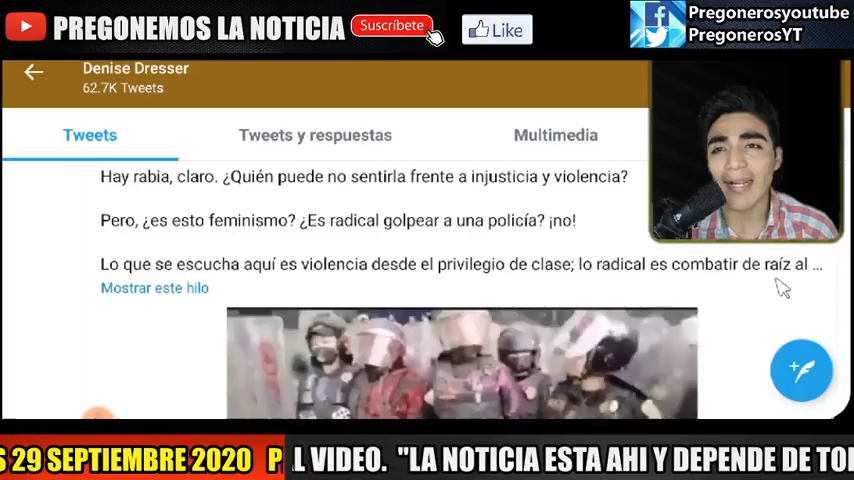 PREGONEMOS LA NOTICIA
Suscríbete
Like
Pregonerosyoutube
PregonerosYT
Denise Dresser
62.7K Tweets
Tweets
Tweets y respuestas
Multimedia
Hay rabia, claro. ¿Quién puede no sentirla frente a injusticia y violencia?
Pero, ¿es esto feminismo? ¿Es radical golpear a una policía? ¡no!
Lo que se escucha aquí es violencia desde el privilegio de clase; lo radical es combatir de raíz al ...
Mostrar este hilo
S 29 SEPTIEMBRE 2020 P
L VIDEO. "LA NOTICIA ESTA AHI Y DEPENDE DE TO